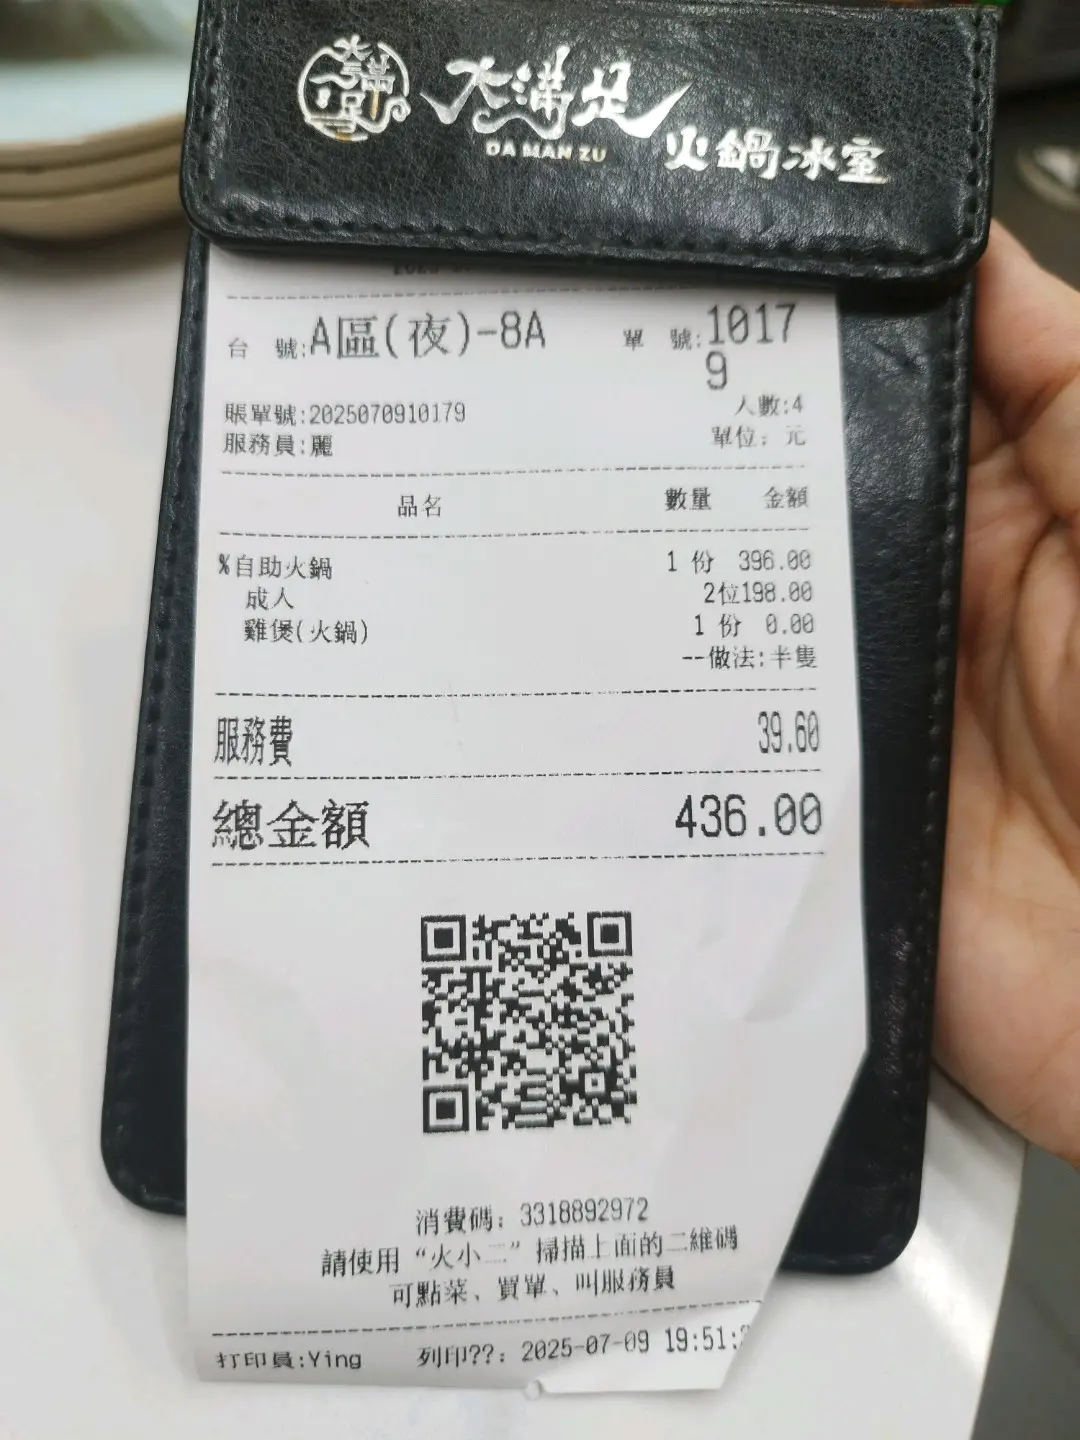 大滿足
DA MAN ZU
火鍋冰室
台 號:A區(夜)-8A
單 號:1017
9
賬單號:2025070910179
人數:4
服務員:麗
單位: 元
品名 數量 金額
%自助火鍋 1 份 396.00
成人 2位198.00
雞煲(火鍋) 1 份 0.00
--做法:半隻
服務費 39.60
總金額 436.00
消費碼: 3318892972
請使用 “火小二” 掃描上面的二維碼
可點菜、買單、叫服務員
打印員:Ying 列印??: 2025-07-09 19:51: